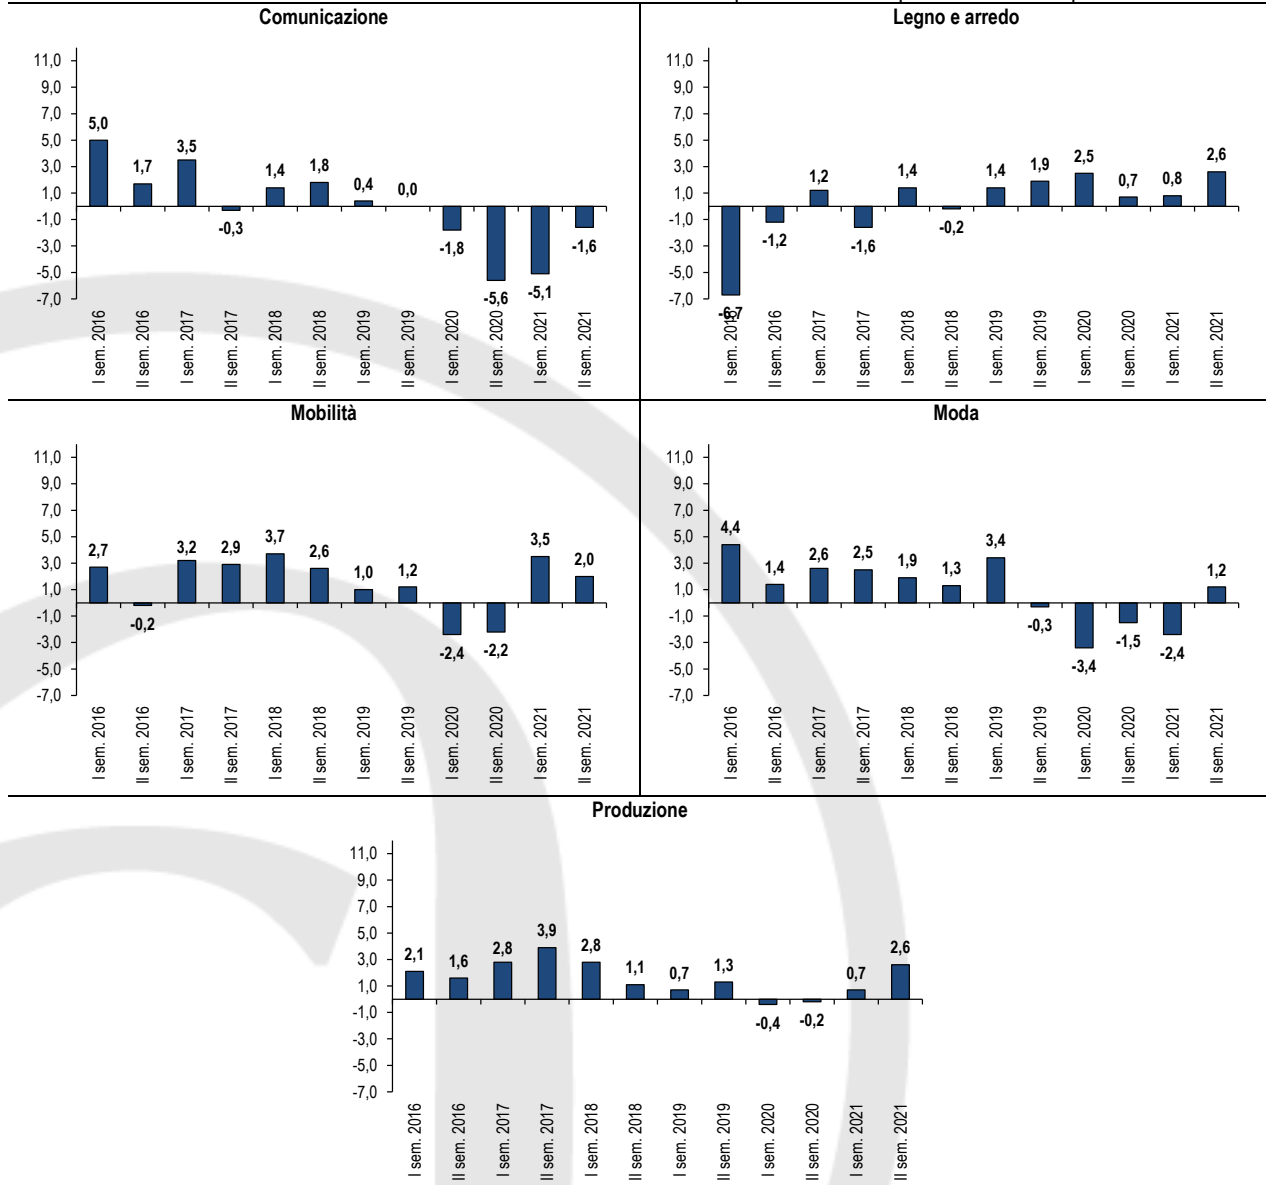 Comunicazione
11,0
9,0
7,0
5,0
3,0
1,0
-1,0
-3,0
-5,0
-7,0
5,0
1,7
3,5
-0,3
1,4
1,8
0,4
0,0
-1,8
-5,6
-5,1
-1,6
I sem. 2016
II sem. 2016
I sem. 2017
II sem. 2017
I sem. 2018
II sem. 2018
I sem. 2019
II sem. 2019
I sem. 2020
II sem. 2020
I sem. 2021
II sem. 2021
Legno e arredo
11,0
9,0
7,0
5,0
3,0
1,0
-1,0
-3,0
-5,0
-7,0
-6,7
-1,2
1,2
-1,6
1,4
-0,2
1,4
1,9
2,5
0,7
0,8
2,6
I sem. 2016
II sem. 2016
I sem. 2017
II sem. 2017
I sem. 2018
II sem. 2018
I sem. 2019
II sem. 2019
I sem. 2020
II sem. 2020
I sem. 2021
II sem. 2021
Mobilità
11,0
9,0
7,0
5,0
3,0
1,0
-1,0
-3,0
-5,0
-7,0
2,7
-0,2
3,2
2,9
3,7
2,6
1,0
1,2
-2,4
-2,2
3,5
2,0
I sem. 2016
II sem. 2016
I sem. 2017
II sem. 2017
I sem. 2018
II sem. 2018
I sem. 2019
II sem. 2019
I sem. 2020
II sem. 2020
I sem. 2021
II sem. 2021
Moda
11,0
9,0
7,0
5,0
3,0
1,0
-1,0
-3,0
-5,0
-7,0
4,4
1,4
2,6
2,5
1,9
1,3
3,4
-0,3
-3,4
-1,5
-2,4
1,2
I sem. 2016
II sem. 2016
I sem. 2017
II sem. 2017
I sem. 2018
II sem. 2018
I sem. 2019
II sem. 2019
I sem. 2020
II sem. 2020
I sem. 2021
II sem. 2021
Produzione
11,0
9,0
7,0
5,0
3,0
1,0
-1,0
-3,0
-5,0
-7,0
2,1
1,6
2,8
3,9
2,8
1,1
0,7
1,3
-0,4
-0,2
0,7
2,6
I sem. 2016
II sem. 2016
I sem. 2017
II sem. 2017
I sem. 2018
II sem. 2018
I sem. 2019
II sem. 2019
I sem. 2020
II sem. 2020
I sem. 2021
II sem. 2021